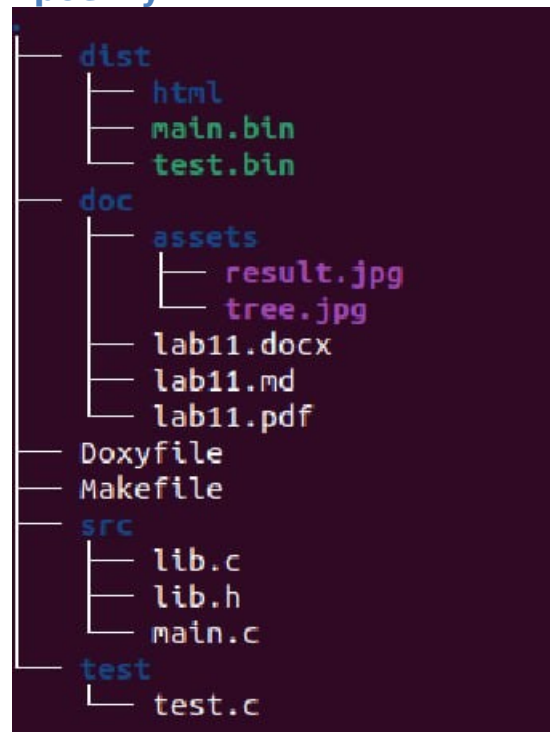 .
├── dist
│   ├── html
│   ├── main.bin
│   └── test.bin
├── doc
│   ├── assets
│   │   ├── result.jpg
│   │   └── tree.jpg
│   ├── lab11.docx
│   ├── lab11.md
│   └── lab11.pdf
├── Doxyfile
├── Makefile
├── src
│   ├── lib.c
│   ├── lib.h
│   └── main.c
└── test
    └── test.c